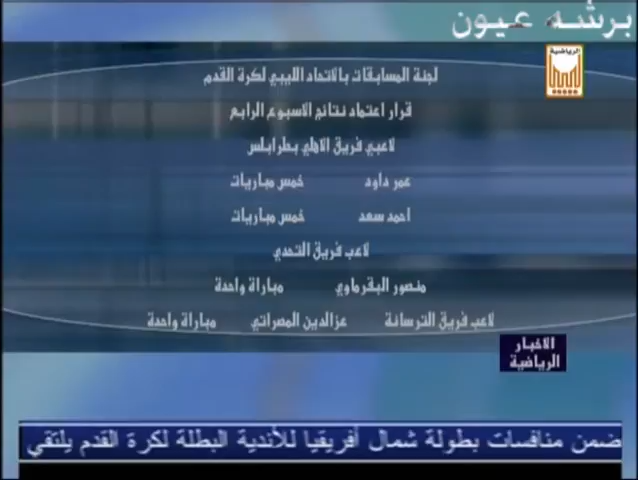 برشه عيون
الرياضية
لجنة المسابقات بالاتحاد الليبي لكرة القدم
قرار اعتماد نتائج الاسبوع الرابع
لاعبي فريق الاهلي بطرابلس
عمر داود خمس مباريات
احمد سعد خمس مباريات
لاعب فريق التحدي
منصور البقرماوي مباراة واحدة
لاعب فريق الترسانة عزالدين المصراتي مباراة واحدة
الاخبار
الرياضية
ضمن منافسات بطولة شمال أفريقيا للأندية البطلة لكرة القدم يلتقي